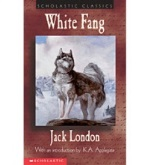 SCHOLASTIC CLASSICS
White Fang
Jack London
With an introduction by K.A. Applegate
SCHOLASTIC